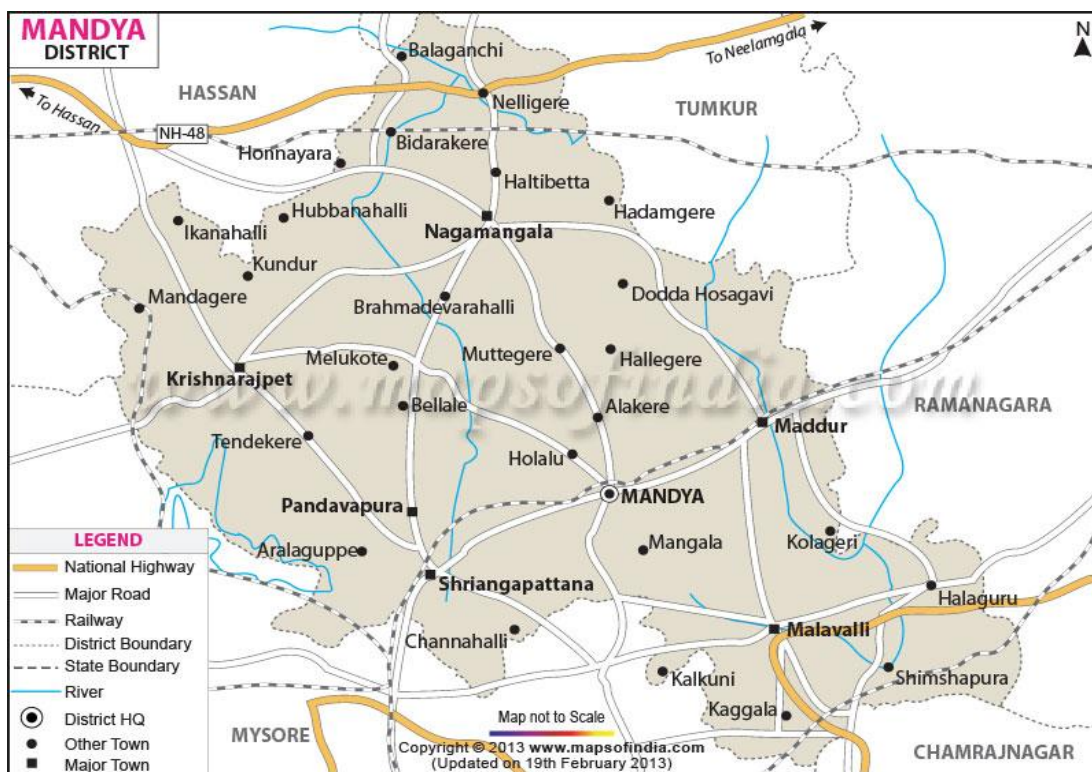 MANDYA
DISTRICT
N
To Neelamgala
Balaganchi
HASSAN
To Hassan
Nelligere
TUMKUR
NH-48
Bidarakere
Honnayara
Haltibetta
Hadamgere
Hubbanahalli
Ikanahalli
Nagamangala
Kundur
Dodda Hosagavi
Mandagere
Brahmadevarahalli
Melukote
Muttegere
Hallegere
Krishnarajpet
www.mapsofindia.com
Bellale
Alakere
RAMANAGARA
Maddur
Tendekere
Holalu
MANDYA
Pandavapura
Kolageri
Aralaguppe
Mangala
Shriangapattana
Halaguru
Channahalli
Malavalli
Kalkuni
Shimshapura
Kaggala
MYSORE
CHAMRAJNAGAR
LEGEND
National Highway
Major Road
Railway
District Boundary
State Boundary
River
District HQ
Other Town
Major Town
Map not to Scale
Copyright © 2013 www.mapsofindia.com
(Updated on 19th February 2013)